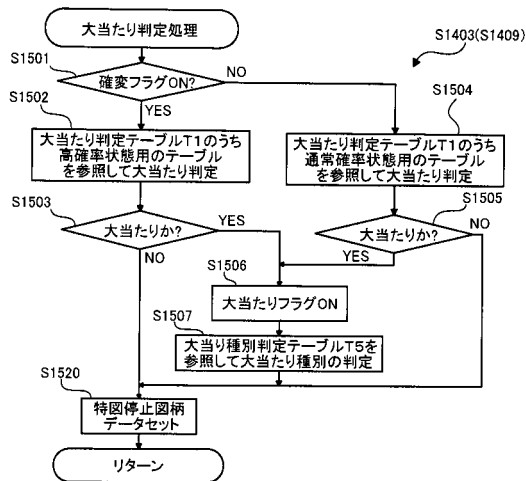 大当たり判定処理
S1403(S1409)
S1501
確変フラグON?
NO
YES
S1502
大当たり判定テーブルT1のうち
高確率状態用のテーブル
を参照して大当たり判定
S1504
大当たり判定テーブルT1のうち
通常確率状態用のテーブル
を参照して大当たり判定
S1503
大当たりか?
YES
NO
S1505
大当たりか?
NO
YES
S1506
大当たりフラグON
S1507
大当り種別判定テーブルT5を
参照して大当たり種別の判定
S1520
特図停止図柄
データセット
リターン